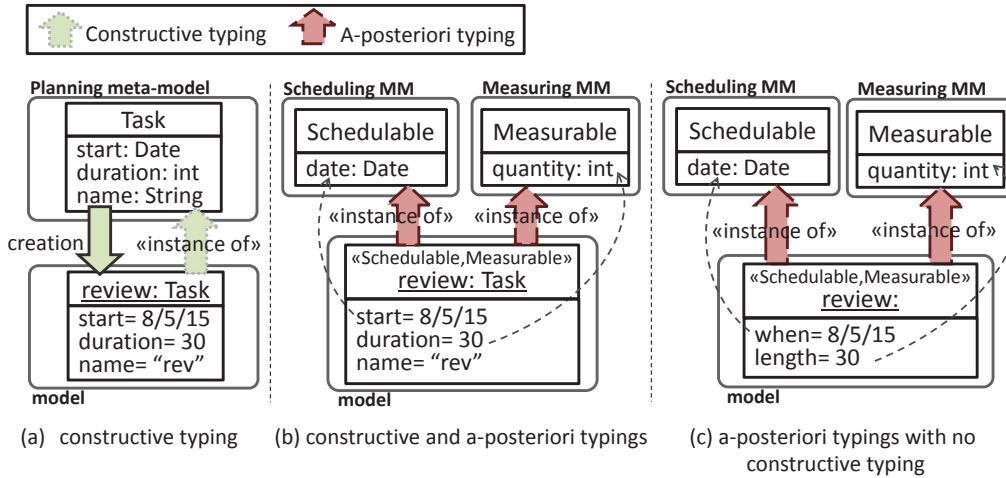 Constructive typing
A-posteriori typing
Planning meta-model
Task
start: Date
duration: int
name: String
creation
«instance of»
review: Task
start= 8/5/15
duration= 30
name= “rev”
model
(a) constructive typing
Scheduling MM
Measuring MM
Schedulable
Measurable
date: Date
quantity: int
«instance of»
«instance of»
«Schedulable,Measurable»
review: Task
start= 8/5/15
duration= 30
name= “rev”
model
(b) constructive and a-posteriori typings
Scheduling MM
Measuring MM
Schedulable
Measurable
date: Date
quantity: int
«instance of»
«instance of»
«Schedulable,Measurable»
review:
when= 8/5/15
length= 30
model
(c) a-posteriori typings with no
constructive typing